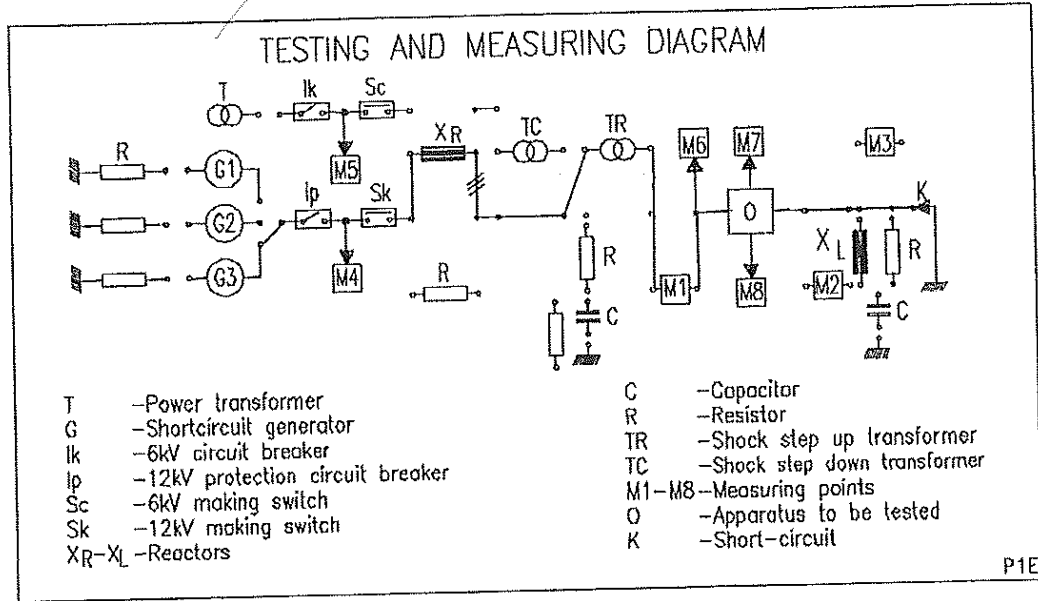 TESTING AND MEASURING DIAGRAM
T Ik Sc
XR TC TR M6 M7 M3
R G1 M5 K
Ip Sk
G2 O
R XL R
G3 M4 R M1 M8 M2
C C
T -Power transformer
G -Shortcircuit generator
Ik -6kV circuit breaker
Ip -12kV protection circuit breaker
Sc -6kV making switch
Sk -12kV making switch
XR-XL -Reactors
C -Capacitor
R -Resistor
TR -Shock step up transformer
TC -Shock step down transformer
M1-M8 -Measuring points
O -Apparatus to be tested
K -Short-circuit
P1E